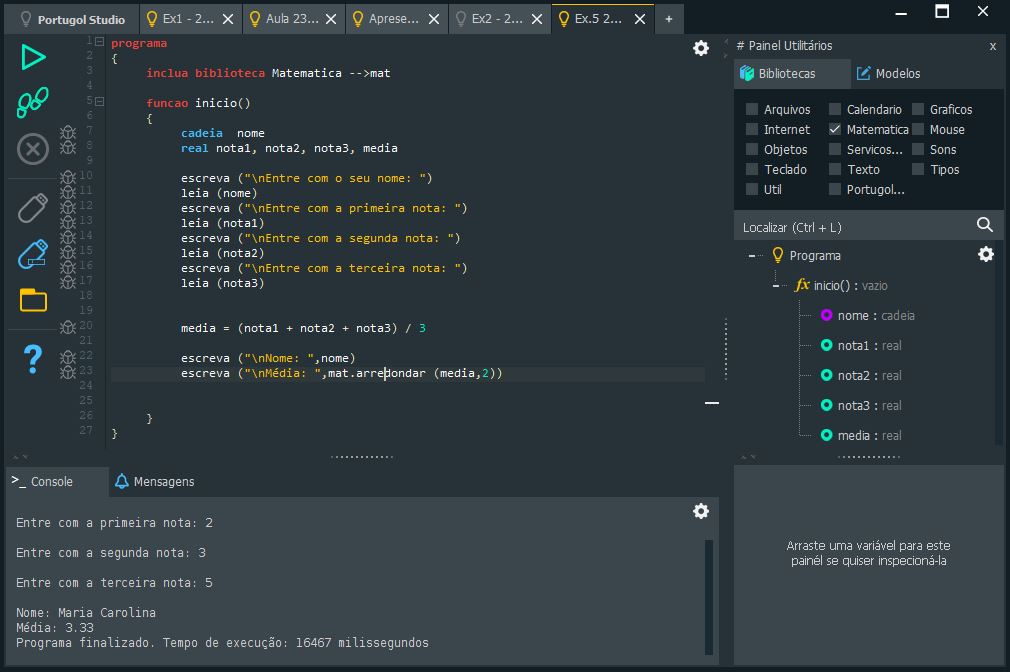 Portugol Studio
Ex1 - 2...
Aula 23...
Aprese...
Ex2 - 2...
Ex.5 2...
+
1 programa
2 {
3 inclua biblioteca Matematica -->mat
4
5 funcao inicio()
6 {
7 cadeia nome
8 real nota1, nota2, nota3, media
9
10 escreva ("\nEntre com o seu nome: ")
11 leia (nome)
12 escreva ("\nEntre com a primeira nota: ")
13 leia (nota1)
14 escreva ("\nEntre com a segunda nota: ")
15 leia (nota2)
16 escreva ("\nEntre com a terceira nota: ")
17 leia (nota3)
18
19
20 media = (nota1 + nota2 + nota3) / 3
21
22 escreva ("\nNome: ",nome)
23 escreva ("\nMédia: ",mat.arredondar (media,2))
24
25
26 }
27 }
# Painel Utilitários x
Bibliotecas Modelos
Arquivos Calendario Graficos
Internet Matematica Mouse
Objetos Servicos... Sons
Teclado Texto Tipos
Util Portugol...
Localizar (Ctrl + L)
Programa
fx inicio() : vazio
nome : cadeia
nota1 : real
nota2 : real
nota3 : real
media : real
>_ Console Mensagens
Entre com a primeira nota: 2
Entre com a segunda nota: 3
Entre com a terceira nota: 5
Nome: Maria Carolina
Média: 3.33
Programa finalizado. Tempo de execução: 16467 milissegundos
Arraste uma variável para este
painél se quiser inspecioná-la